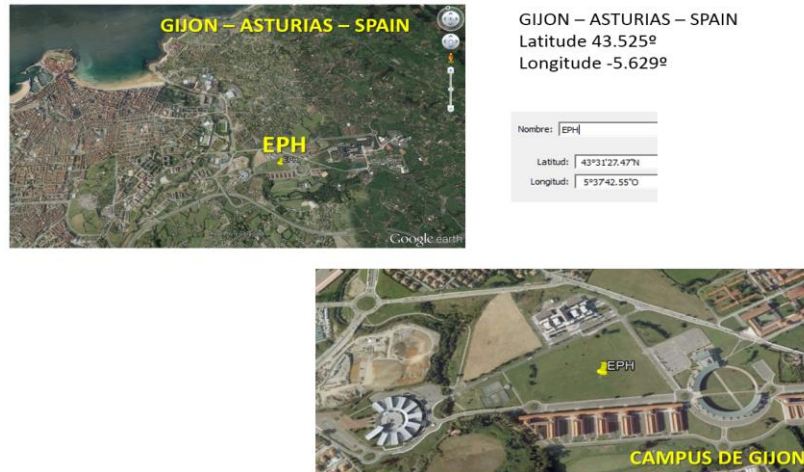 GIJON – ASTURIAS – SPAIN
EPH
EPH
Google earth
GIJON – ASTURIAS – SPAIN
Latitude 43.525º
Longitude -5.629º
Nombre: EPH
Latitud: 43°31'27.47"N
Longitud: 5°37'42.55"O
EPH
CAMPUS DE GIJON